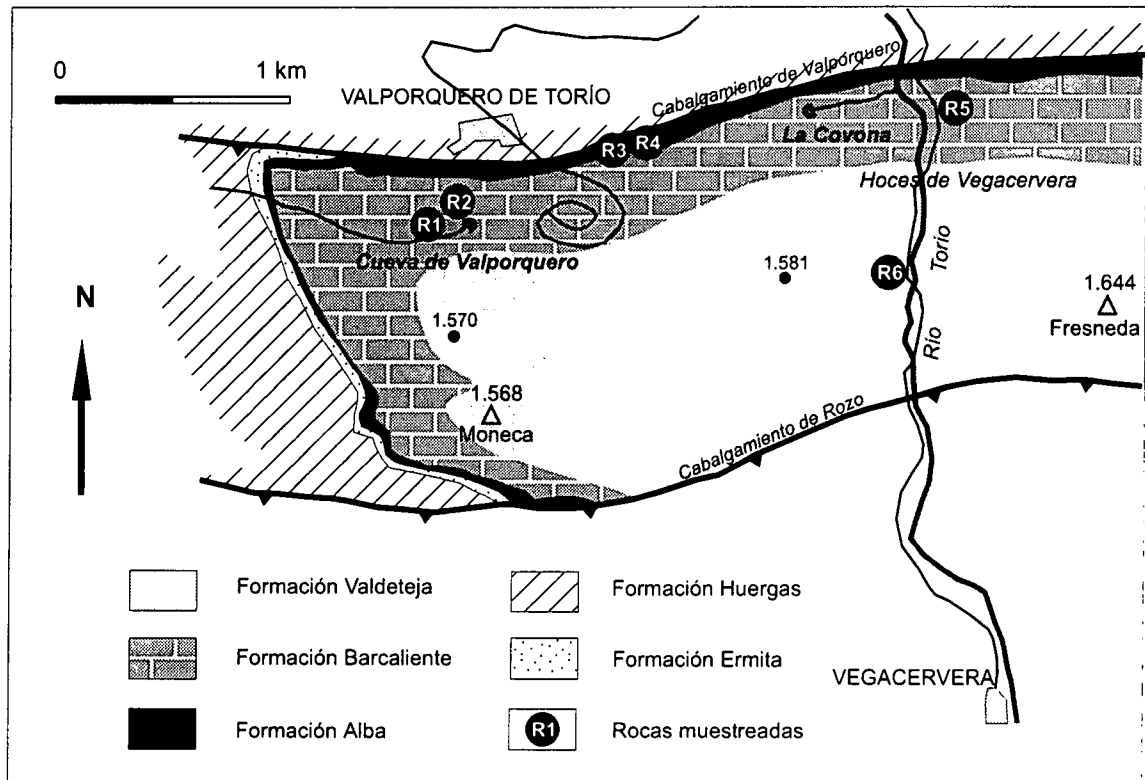 0 1 km
VALPORQUERO DE TORÍO
Cabalgamiento de Valporquero
R3
R4
R5
La Covona
Hoces de Vegacervera
R2
R1
Cueva de Valporquero
N
1.581
R6
Torío
Río
1.644
Fresneda
1.570
1.568
Moneca
Cabalgamiento de Rozo
Formación Valdeteja
Formación Huergas
Formación Barcaliente
Formación Ermita
VEGACERVERA
Formación Alba
R1
Rocas muestreadas